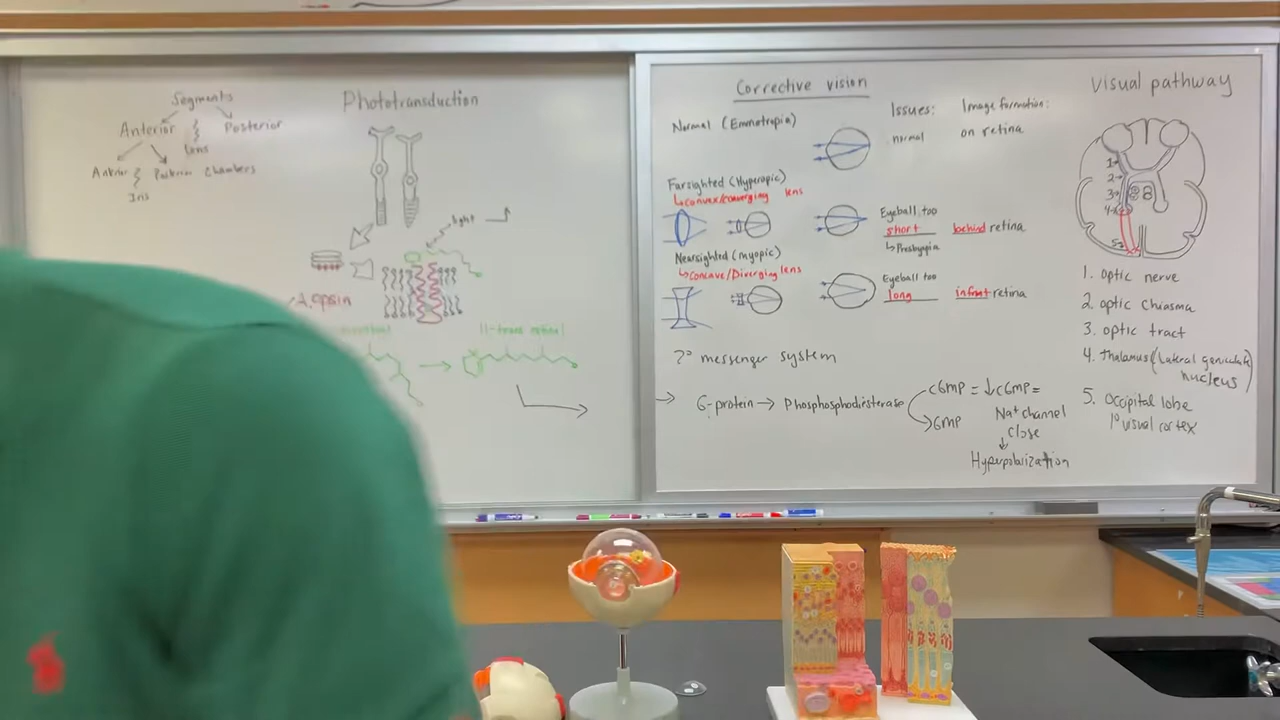 Segments
Anterior Posterior
Lens
Anterior Posterior Chambers
Iris
Phototransduction
light
opsin
11-trans retinal
Corrective vision
Normal (Emnotropia)
Issues: Image formation:
normal on retina
Farsighted (Hyperopic)
↳convex/converging lens
Eyeball too
short behind retina
↳Presbyopia
Nearsighted (myopic)
↳Concave/Diverging lens
Eyeball too
long infront retina
2° messenger system
→ G-protein → Phosphosphodiesterase
cGMP = ↓cGMP =
GMP
Na+ channel
Close
↓
Hyperpolarization
Visual pathway
1
2
3
4
5
1. Optic nerve
2. optic Chiasma
3. optic tract
4. Thalamus (Lateral geniculate)
nucleus
5. Occipital lobe
1° visual cortex